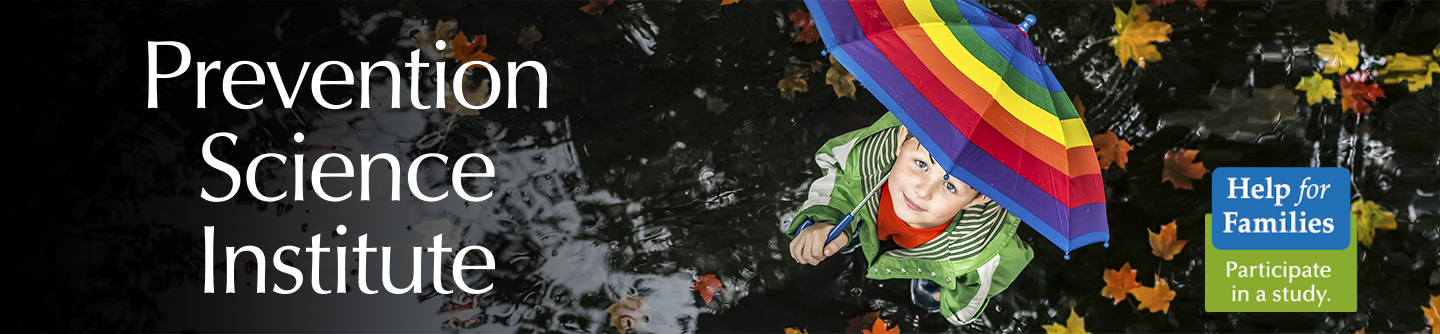 Prevention
Science
Institute
Help for
Families
Participate
in a study.